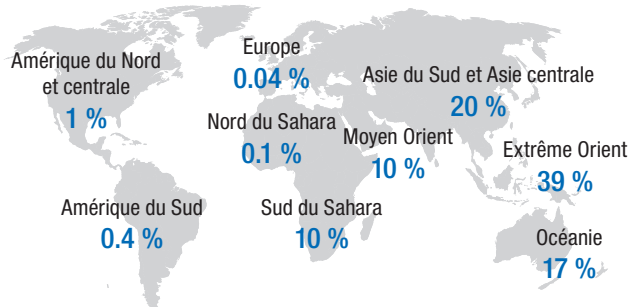 Amérique du Nord
et centrale
1 %
Europe
0.04 %
Asie du Sud et Asie centrale
20 %
Nord du Sahara
0.1 %
Moyen Orient
10 %
Extrême Orient
39 %
Amérique du Sud
0.4 %
Sud du Sahara
10 %
Océanie
17 %